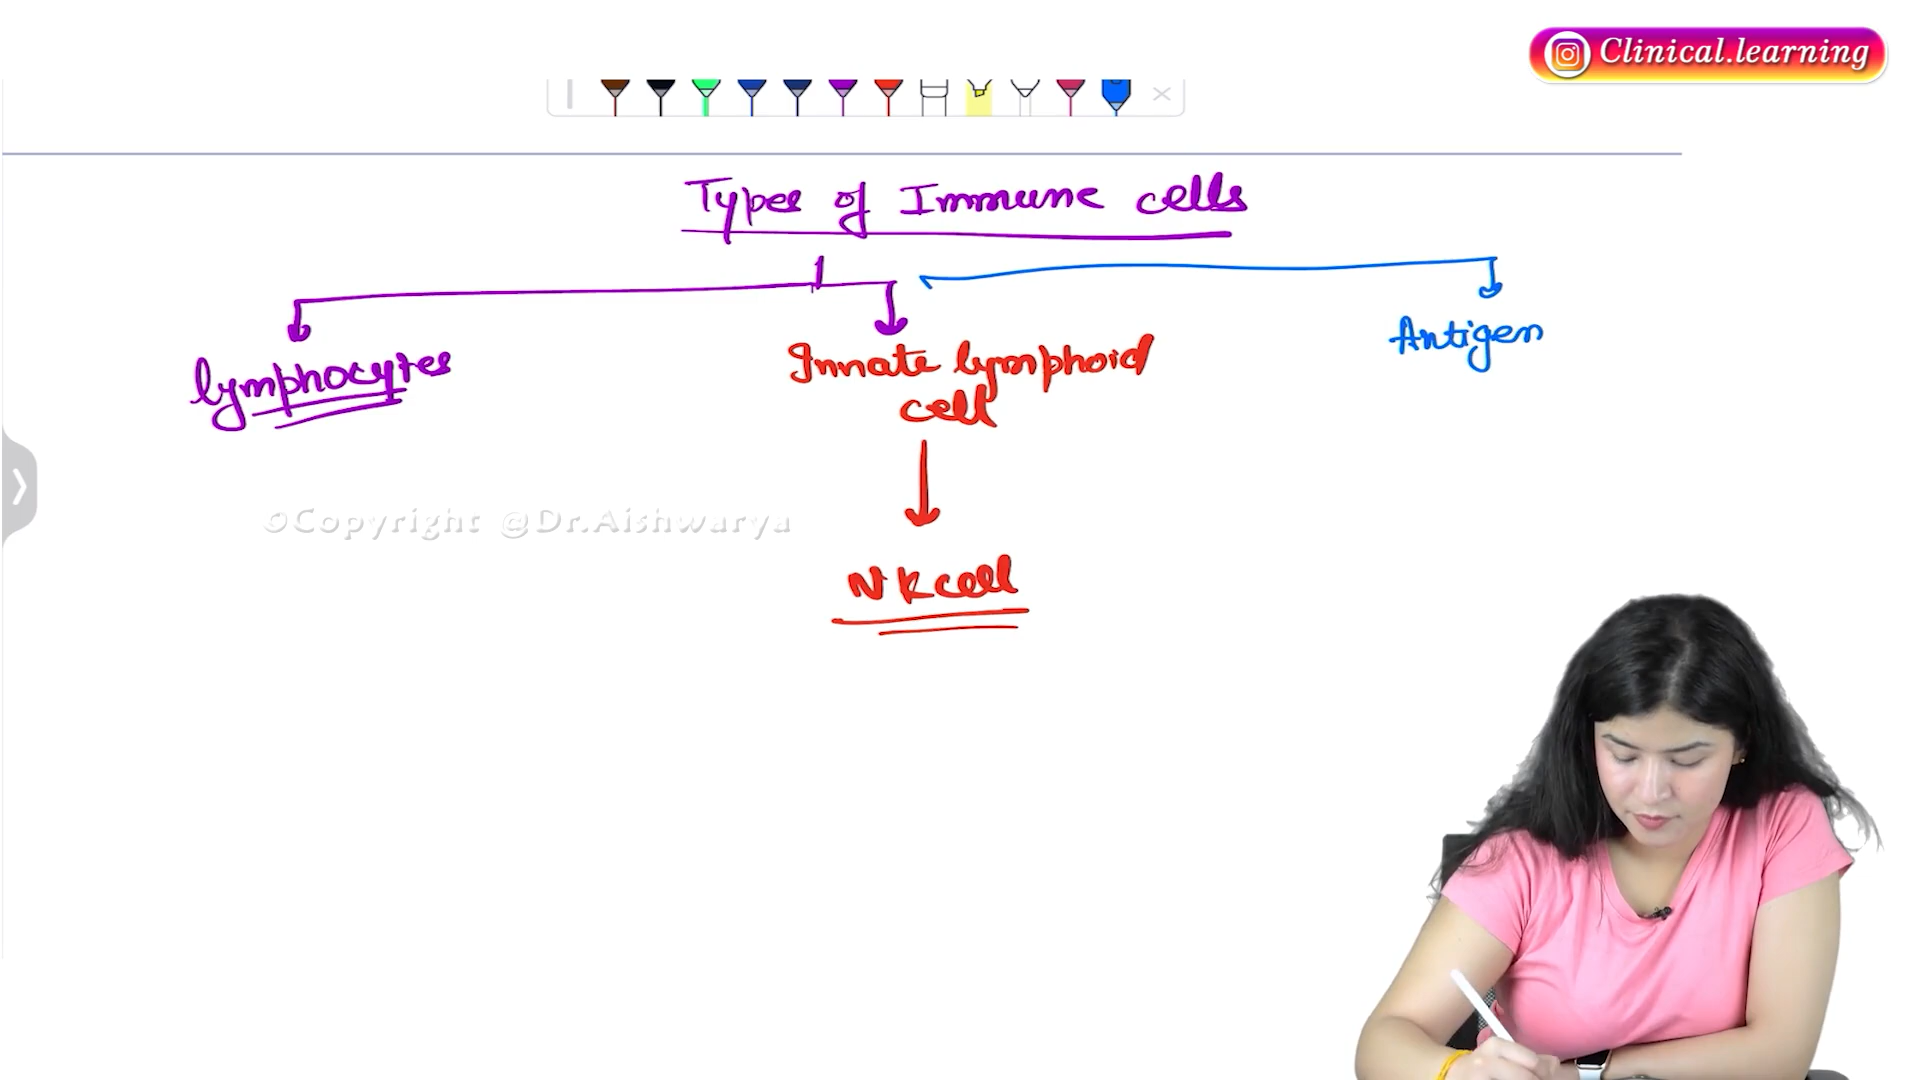 Clinical.learning
Types of Immune cells
lymphocytes
Innate lymphoid
cell
Antigen
©Copyright @Dr.Aishwarya
NK cell